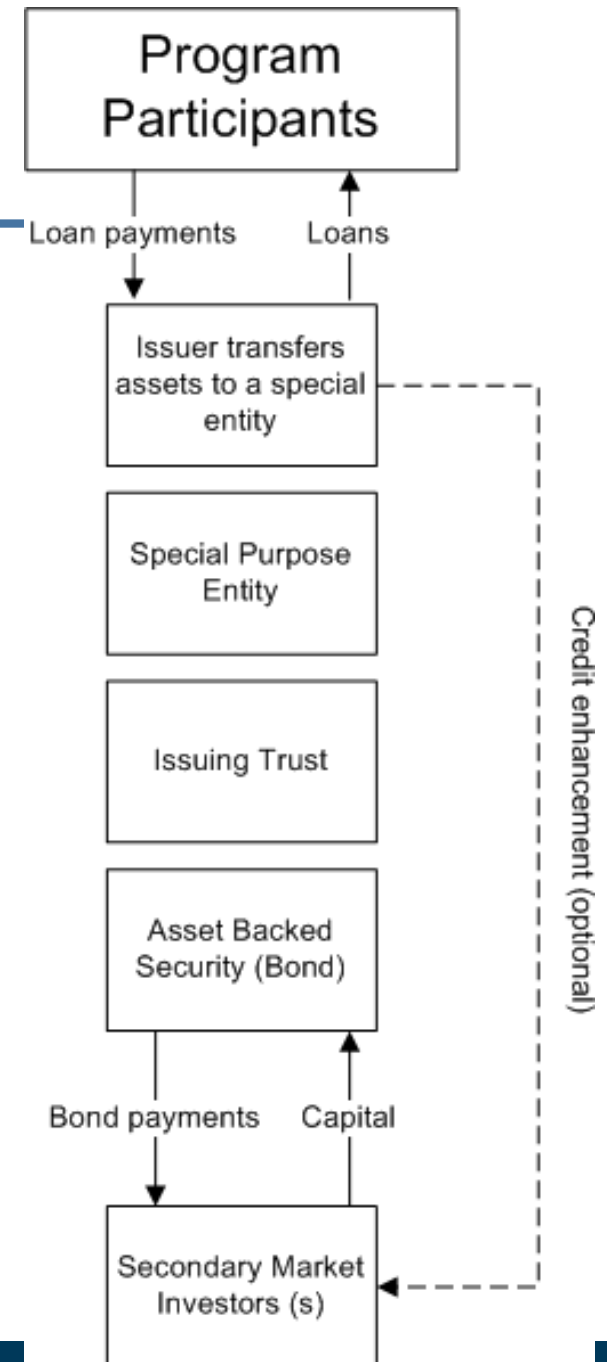 Program
Participants
Loan payments
Loans
Issuer transfers
assets to a special
entity
Special Purpose
Entity
Issuing Trust
Credit enhancement (optional)
Asset Backed
Security (Bond)
Bond payments
Capital
Secondary Market
Investors (s)